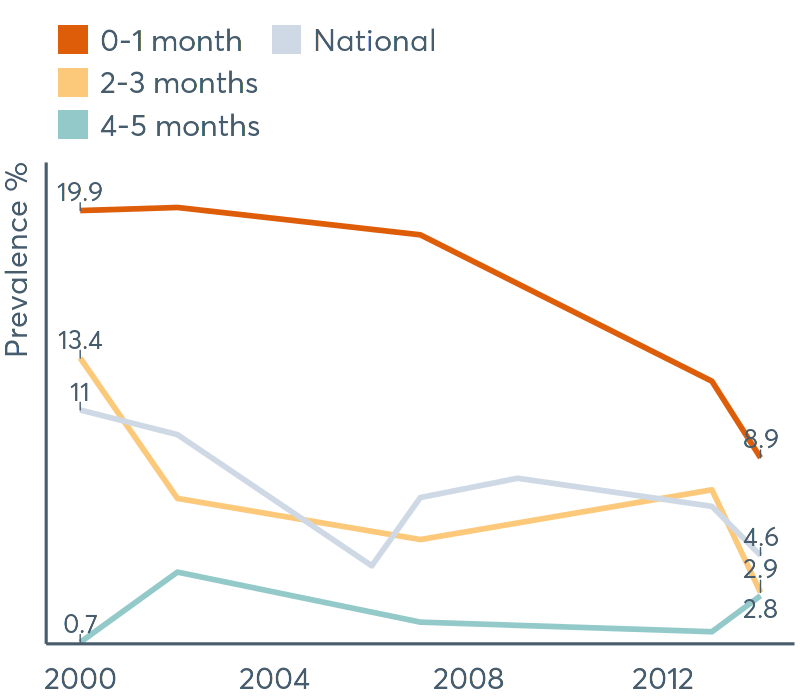 0-1 month National
2-3 months
4-5 months
Prevalence %
19.9
13.4
11
0.7
8.9
4.6
2.9
2.8
2000 2004 2008 2012